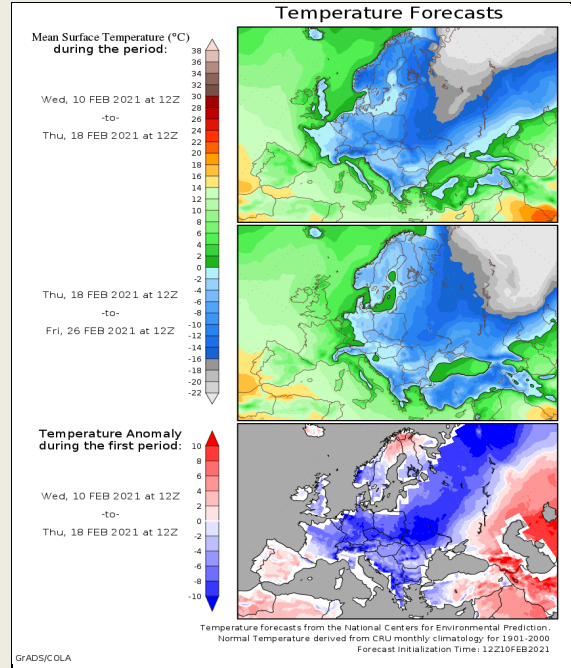 Temperature Forecasts
Mean Surface Temperature (°C)
during the period:
Wed, 10 FEB 2021 at 12Z
-to-
Thu, 18 FEB 2021 at 12Z
38
36
34
32
30
28
26
24
22
20
18
16
14
12
10
8
6
4
2
0
-2
-4
-6
-8
-10
-12
-14
-16
-18
-20
-22
Thu, 18 FEB 2021 at 12Z
-to-
Fri, 26 FEB 2021 at 12Z
Temperature Anomaly
during the first period:
Wed, 10 FEB 2021 at 12Z
-to-
Thu, 18 FEB 2021 at 12Z
10
8
6
4
2
0
-2
-4
-6
-8
-10
Temperature forecasts from the National Centers for Environmental Prediction.
Normal Temperature derived from CRU monthly climatology for 1901-2000
Forecast Initialization Time: 12Z10FEB2021
GrADS/COLA